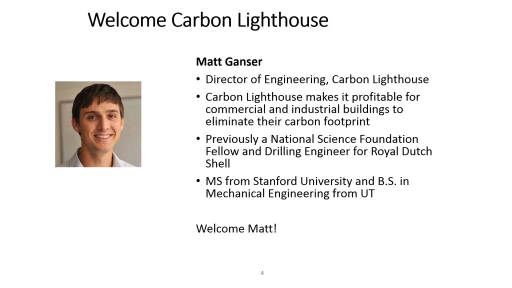 Welcome Carbon Lighthouse
Matt Ganser
• Director of Engineering, Carbon Lighthouse
• Carbon Lighthouse makes it profitable for
commercial and industrial buildings to
eliminate their carbon footprint
• Previously a National Science Foundation
Fellow and Drilling Engineer for Royal Dutch
Shell
• MS from Stanford University and B.S. in
Mechanical Engineering from UT
Welcome Matt!
4